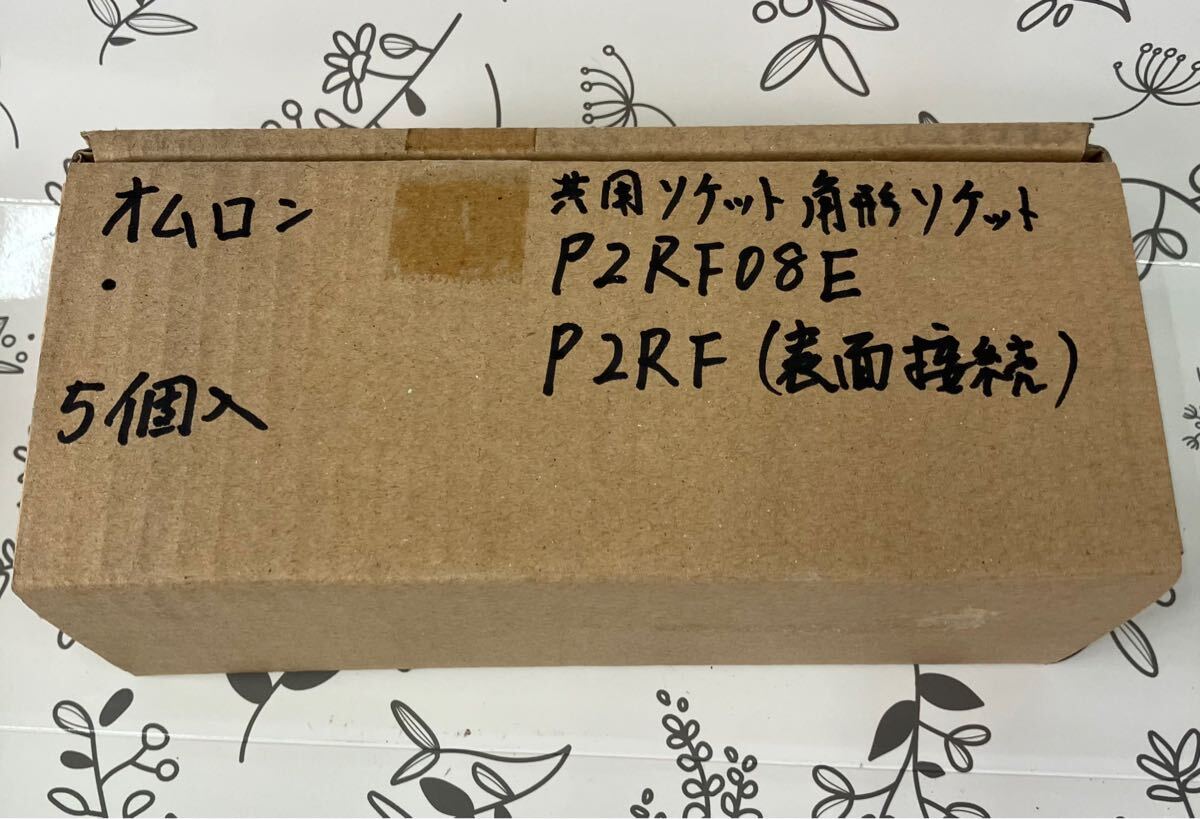 オムロン
・
5個入
共用ソケット 角形ソケット
P2RF08E
P2RF(表面接続)